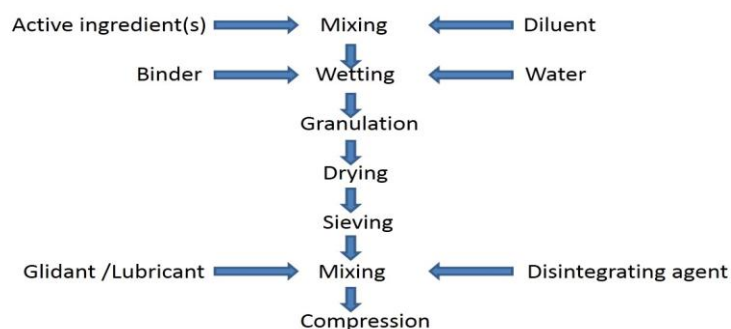 Active ingredient(s) Mixing Diluent
Binder Wetting Water
Granulation
Drying
Sieving
Glidant /Lubricant Mixing Disintegrating agent
Compression